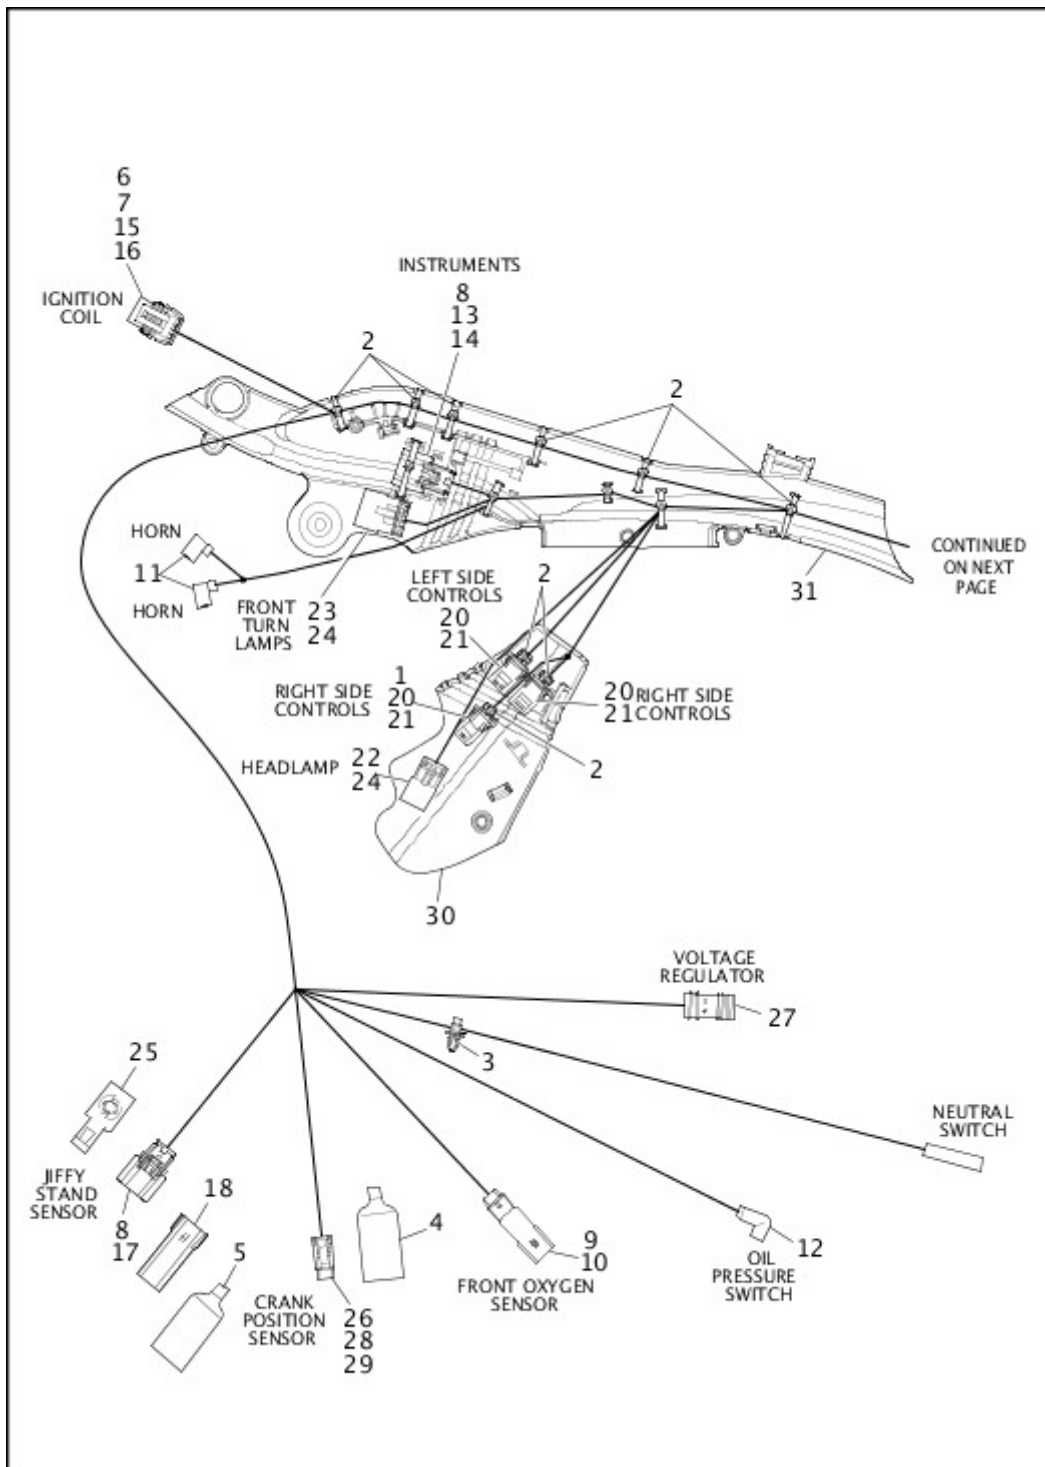 6
7
15
16
IGNITION
COIL
INSTRUMENTS
8
13
14
2
2
HORN
11
HORN
FRONT
TURN
LAMPS
23
24
LEFT SIDE
CONTROLS
20
21
2
31
CONTINUED
ON NEXT
PAGE
1
RIGHT SIDE
CONTROLS
20
21
20
21
RIGHT SIDE
CONTROLS
HEADLAMP
22
24
2
30
VOLTAGE
REGULATOR
27
3
25
NEUTRAL
SWITCH
JIFFY
STAND
SENSOR
8
17
18
5
4
CRANK
POSITION
SENSOR
26
28
29
9
10
FRONT OXYGEN
SENSOR
12
OIL
PRESSURE
SWITCH